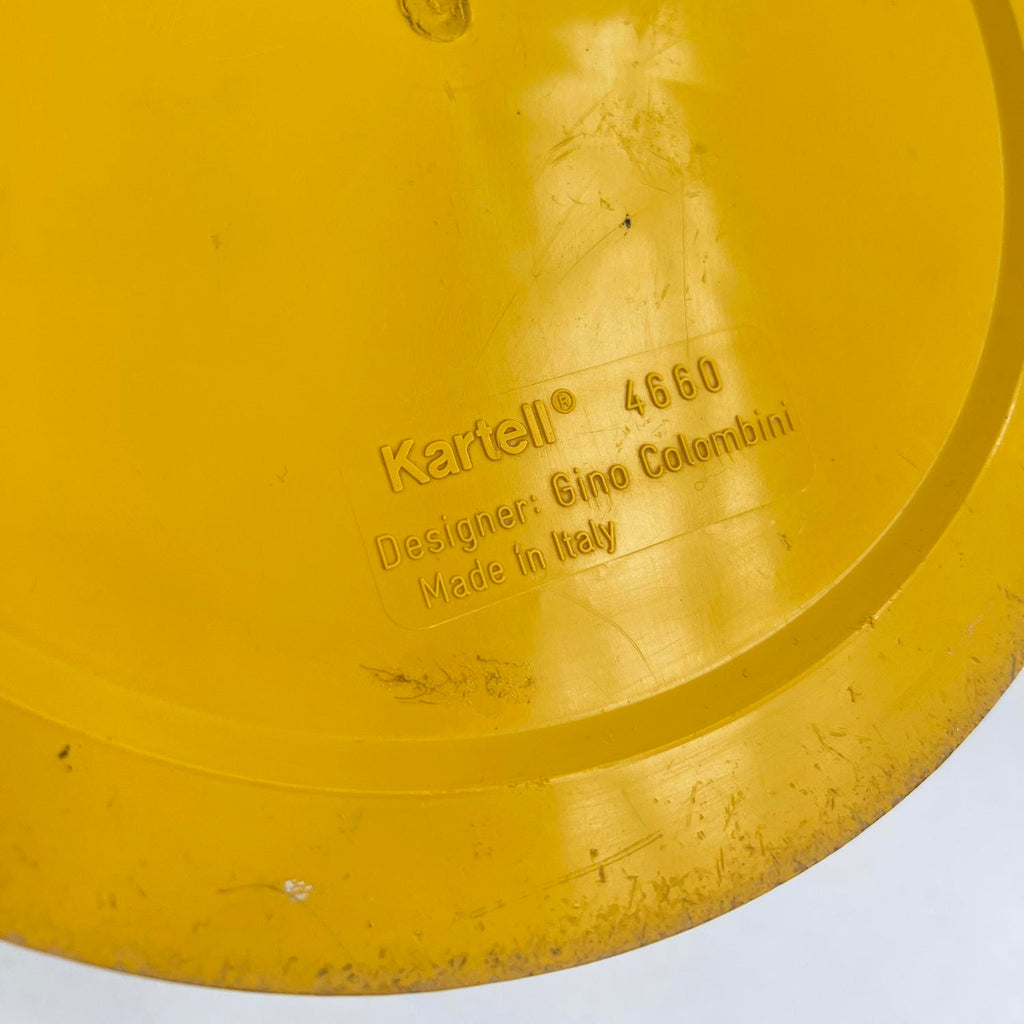 Kartell® 4660
Designer: Gino Colombini
Made in Italy